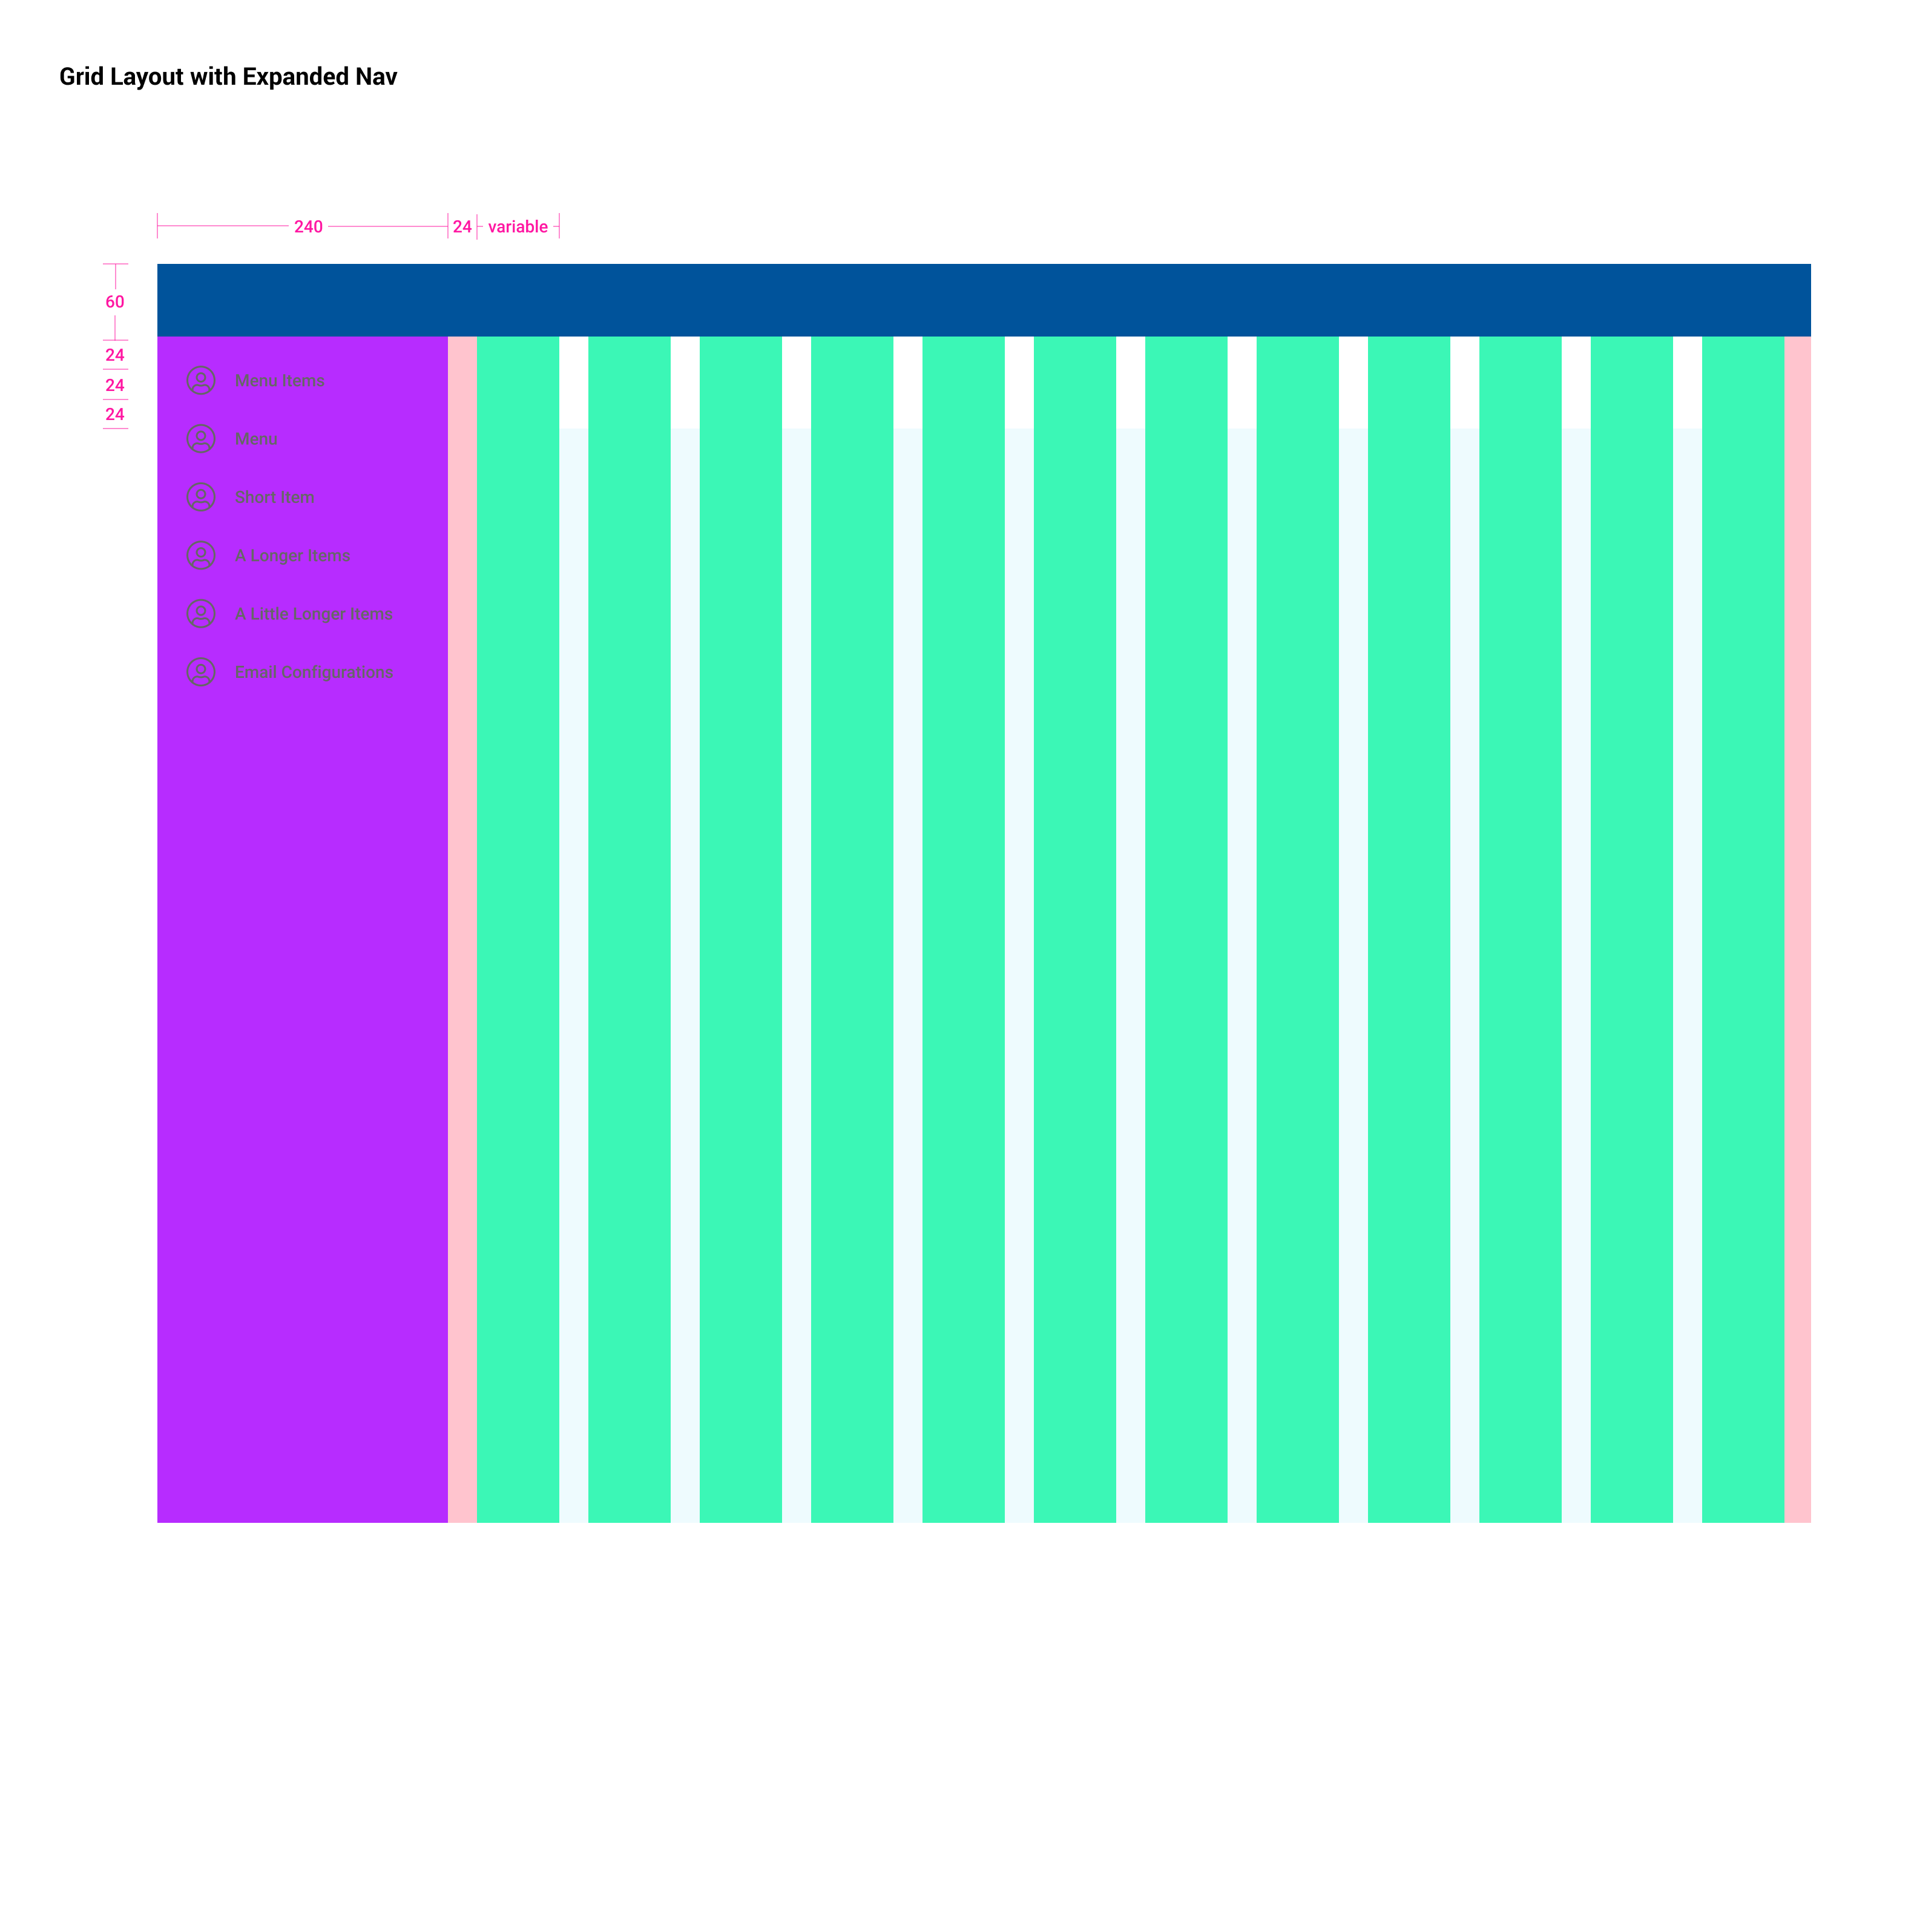 Grid Layout with Expanded Nav
240 24 variable
60
24
24
24
Menu Items
Menu
Short Item
A Longer Items
A Little Longer Items
Email Configurations